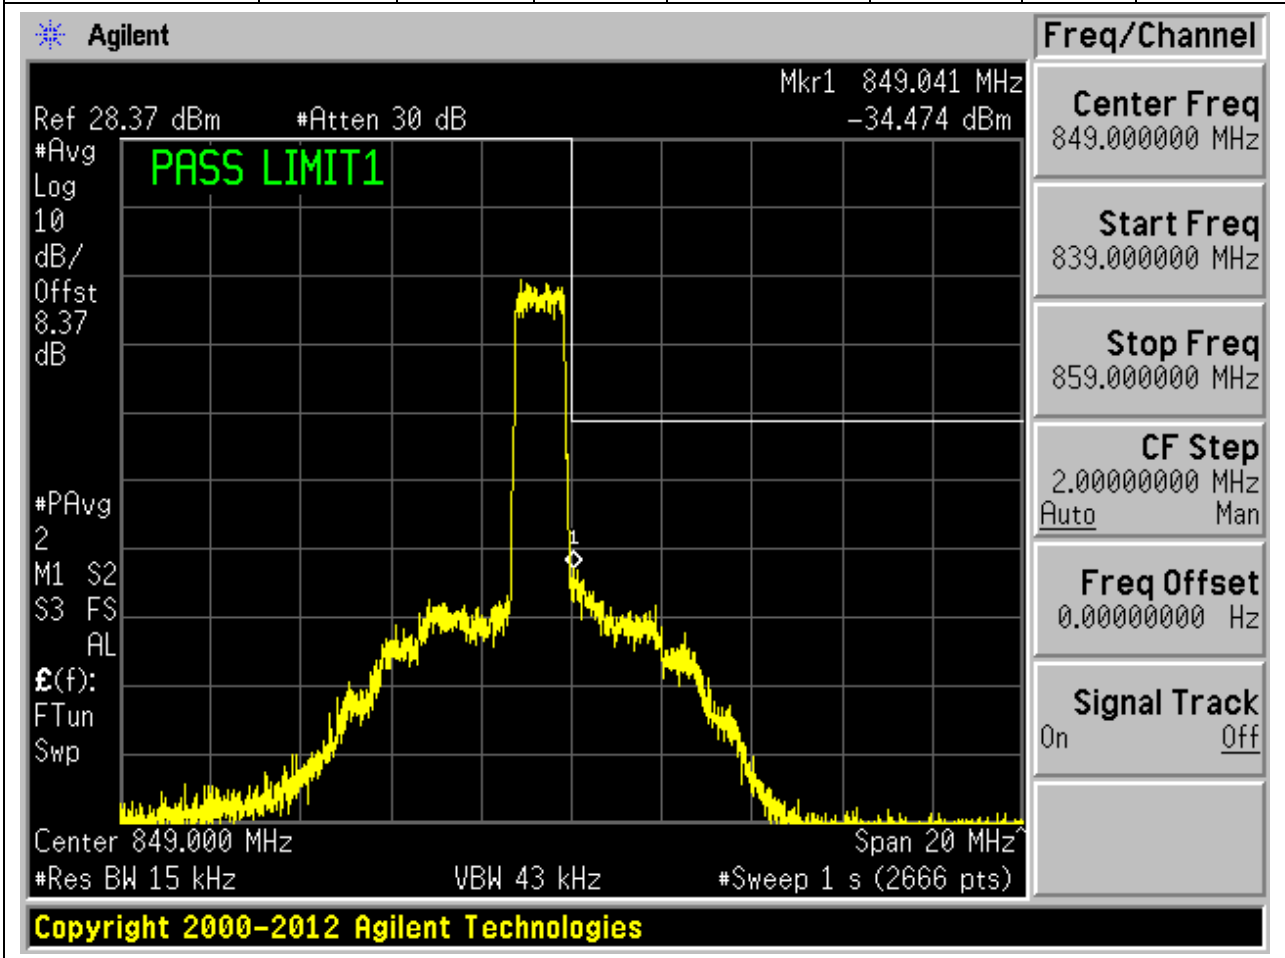 Agilent
Freq/Channel
Mkr1 849.041 MHz
Ref 28.37 dBm #Atten 30 dB -34.474 dBm
#Avg
Log
10
dB/
Offst
8.37
dB
#PAvg
2
M1 S2
S3 FS
AL
£(f):
FTun
Swp
PASS LIMIT1
1
Center 849.000 MHz Span 20 MHz^
#Res BW 15 kHz VBW 43 kHz #Sweep 1 s (2666 pts)
Center Freq
849.000000 MHz
Start Freq
839.000000 MHz
Stop Freq
859.000000 MHz
CF Step
2.00000000 MHz
Auto Man
Freq Offset
0.00000000 Hz
Signal Track
On Off
Copyright 2000-2012 Agilent Technologies